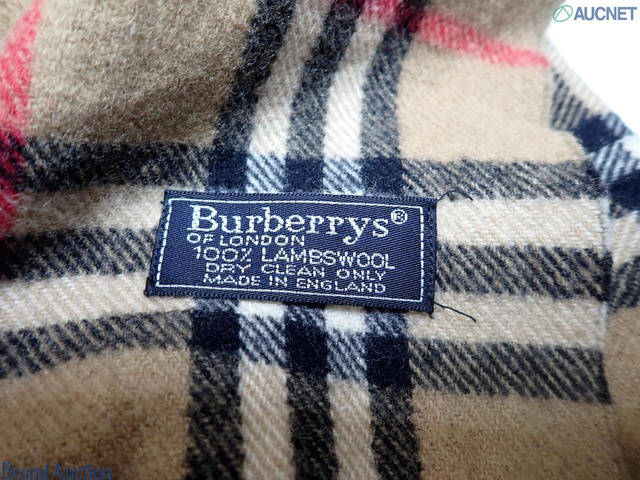 AUCNET
Burberrys®
OF LONDON
100% LAMBSWOOL
DRY CLEAN ONLY
MADE IN ENGLAND
Brand Auction